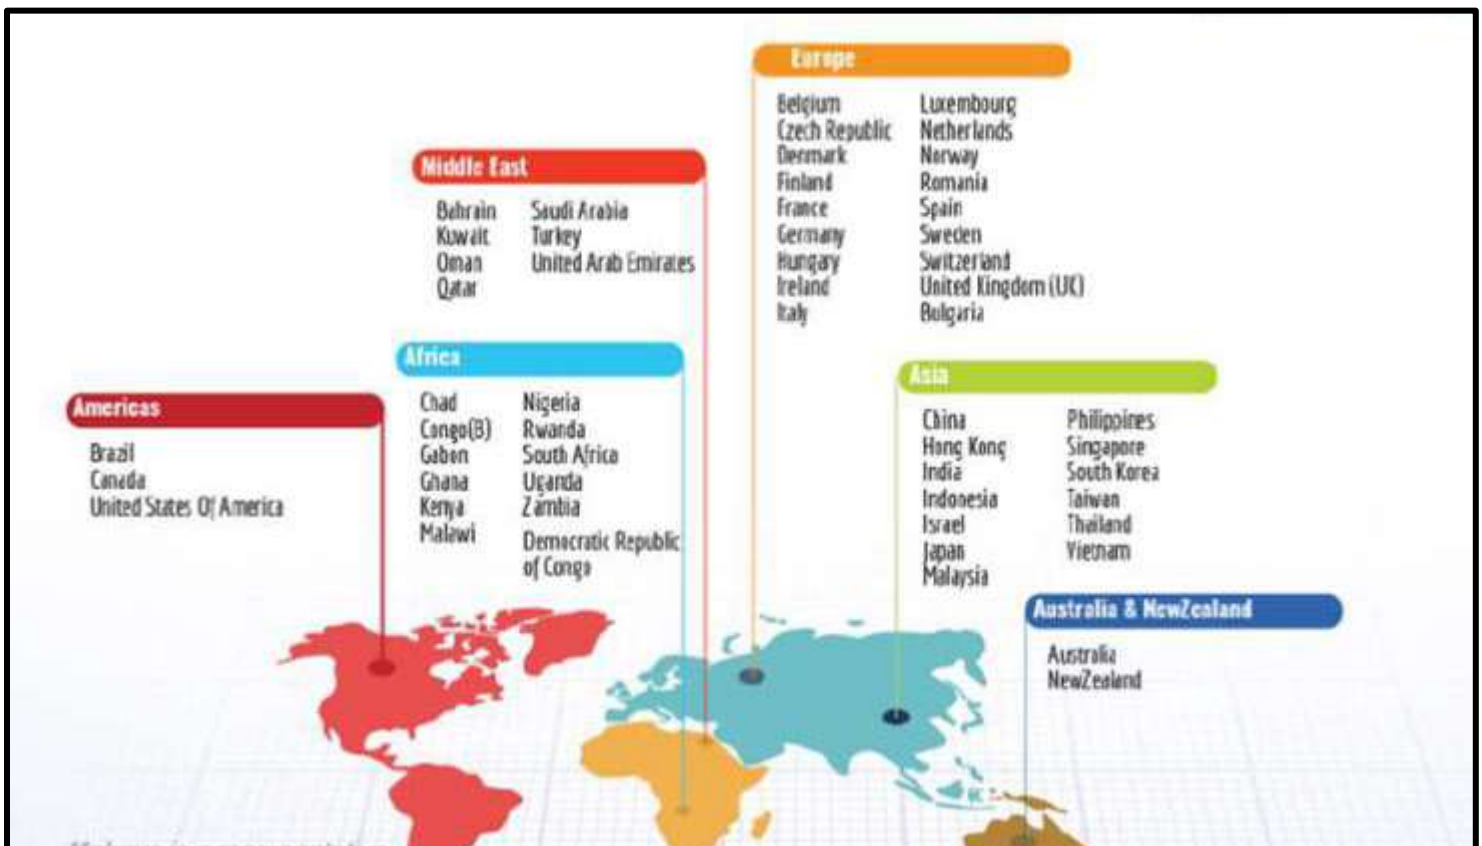 Europe
Belgium
Czech Republic
Denmark
Finland
France
Germany
Hungary
Ireland
Italy
Luxembourg
Netherlands
Norway
Romania
Spain
Sweden
Switzerland
United Kingdom (UK)
Bulgaria
Middle East
Bahrain
Kuwait
Oman
Qatar
Saudi Arabia
Turkey
United Arab Emirates
Africa
Chad
Congo(B)
Gabon
Ghana
Kenya
Malawi
Nigeria
Rwanda
South Africa
Uganda
Zambia
Democratic Republic
of Congo
Americas
Brazil
Canada
United States Of America
Asia
China
Hong Kong
India
Indonesia
Israel
Japan
Malaysia
Philippines
Singapore
South Korea
Taiwan
Thailand
Vietnam
Australia & NewZealand
Australia
NewZealand